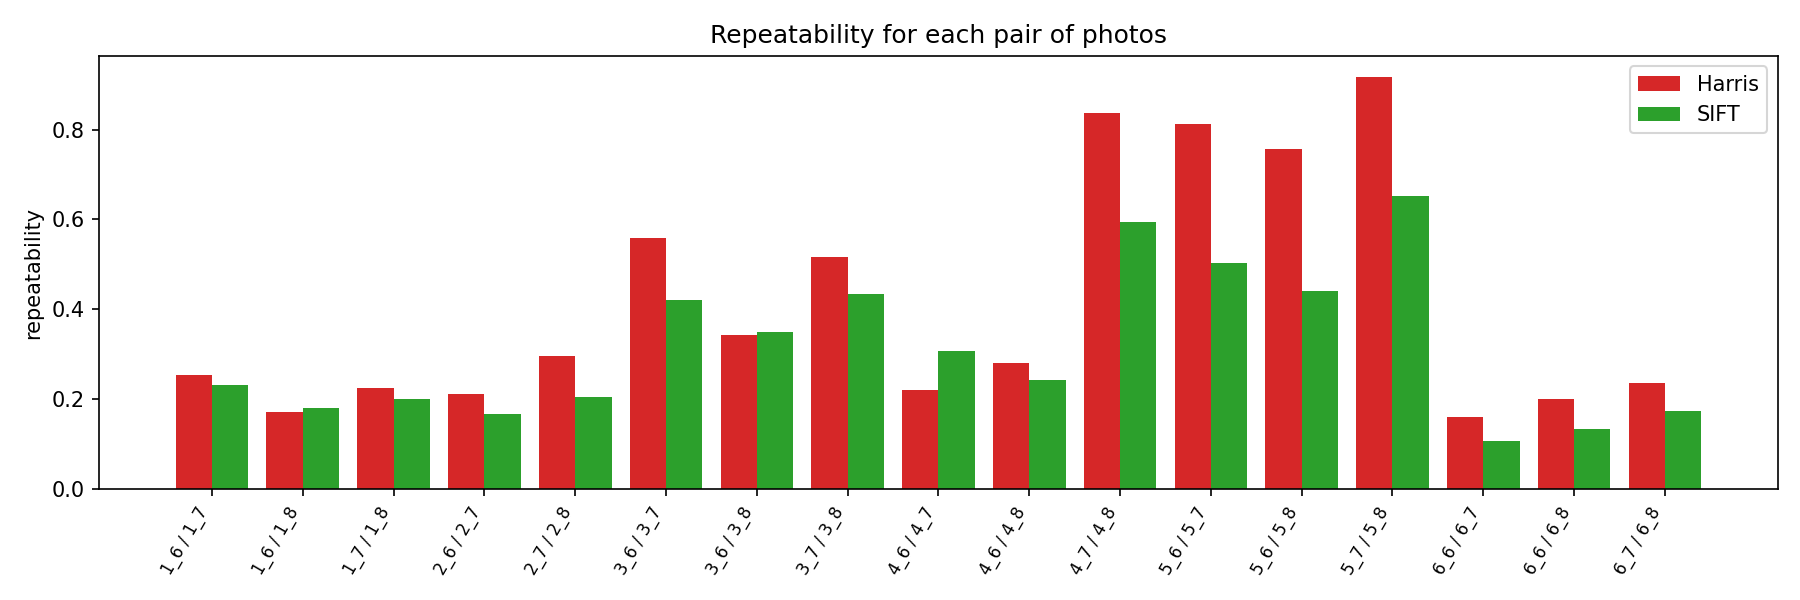 Repeatability for each pair of photos
Harris
SIFT
repeatability
0.8
0.6
0.4
0.2
0.0
1_6 / 1_7
1_6 / 1_8
1_7 / 1_8
2_6 / 2_7
2_7 / 2_8
3_6 / 3_7
3_6 / 3_8
3_7 / 3_8
4_6 / 4_7
4_6 / 4_8
4_7 / 4_8
5_6 / 5_7
5_6 / 5_8
5_7 / 5_8
6_6 / 6_7
6_6 / 6_8
6_7 / 6_8